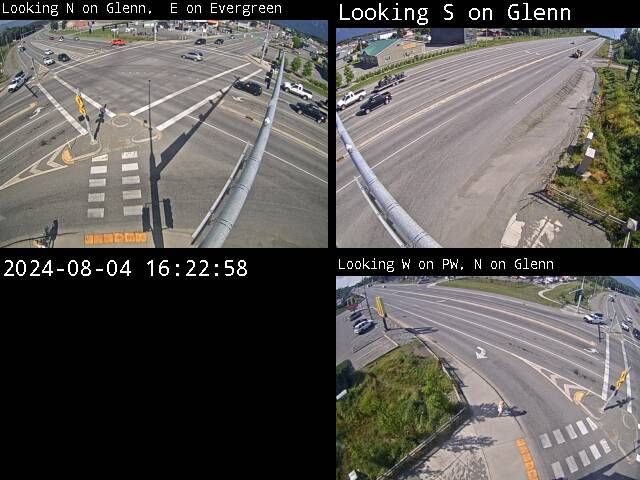 Looking N on Glenn, E on Evergreen
Looking S on Glenn
2024-08-04 16:22:58
Looking W on PW, N on Glenn